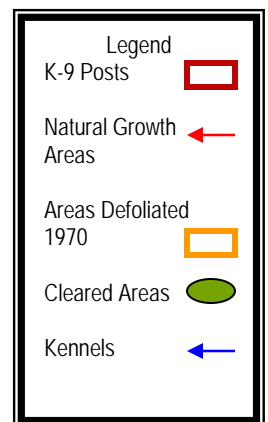 Legend
K-9 Posts
Natural Growth
Areas
Areas Defoliated
1970
Cleared Areas
Kennels